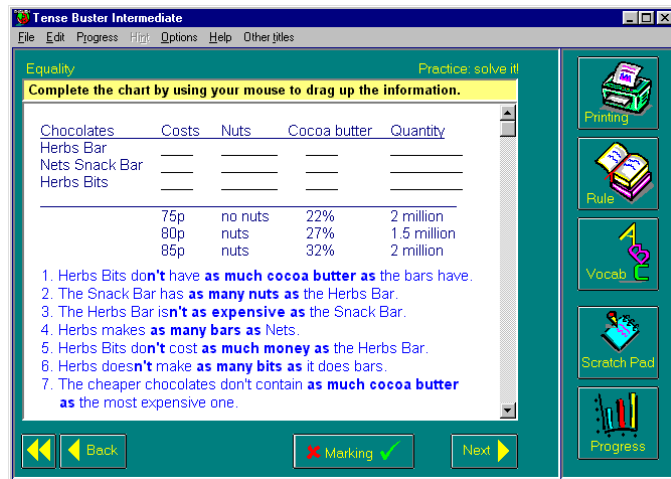 Tense Buster Intermediate
File Edit Progress Hint Options Help Other titles
Equality Practice: solve it!
Complete the chart by using your mouse to drag up the information.
Chocolates Costs Nuts Cocoa butter Quantity
Herbs Bar
Nets Snack Bar
Herbs Bits
75p no nuts 22% 2 million
80p nuts 27% 1.5 million
85p nuts 32% 2 million
1. Herbs Bits don't have as much cocoa butter as the bars have.
2. The Snack Bar has as many nuts as the Herbs Bar.
3. The Herbs Bar isn't as expensive as the Snack Bar.
4. Herbs makes as many bars as Nets.
5. Herbs Bits don't cost as much money as the Herbs Bar.
6. Herbs doesn't make as many bits as it does bars.
7. The cheaper chocolates don't contain as much cocoa butter
as the most expensive one.
Back
Marking
Next
Printing
Rule
A
B
C
Vocab
Scratch Pad
Progress